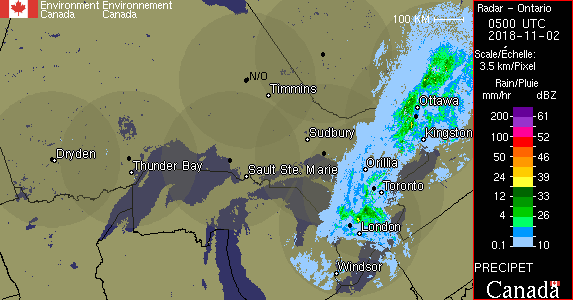 Environment Environnement
Canada Canada
100 KM
N/O
Timmins
Ottawa
Sudbury
Kingston
Dryden
Thunder Bay
Sault Ste. Marie
Orillia
Toronto
London
Windsor
Radar - Ontario
0500 UTC
2018-11-02
Scale/Échelle:
3.5 km/Pixel
Rain/Pluie
mm/hr dBZ
200 61
100 52
50 46
24 39
12 33
4 26
0.1 10
PRECIPET
Canada